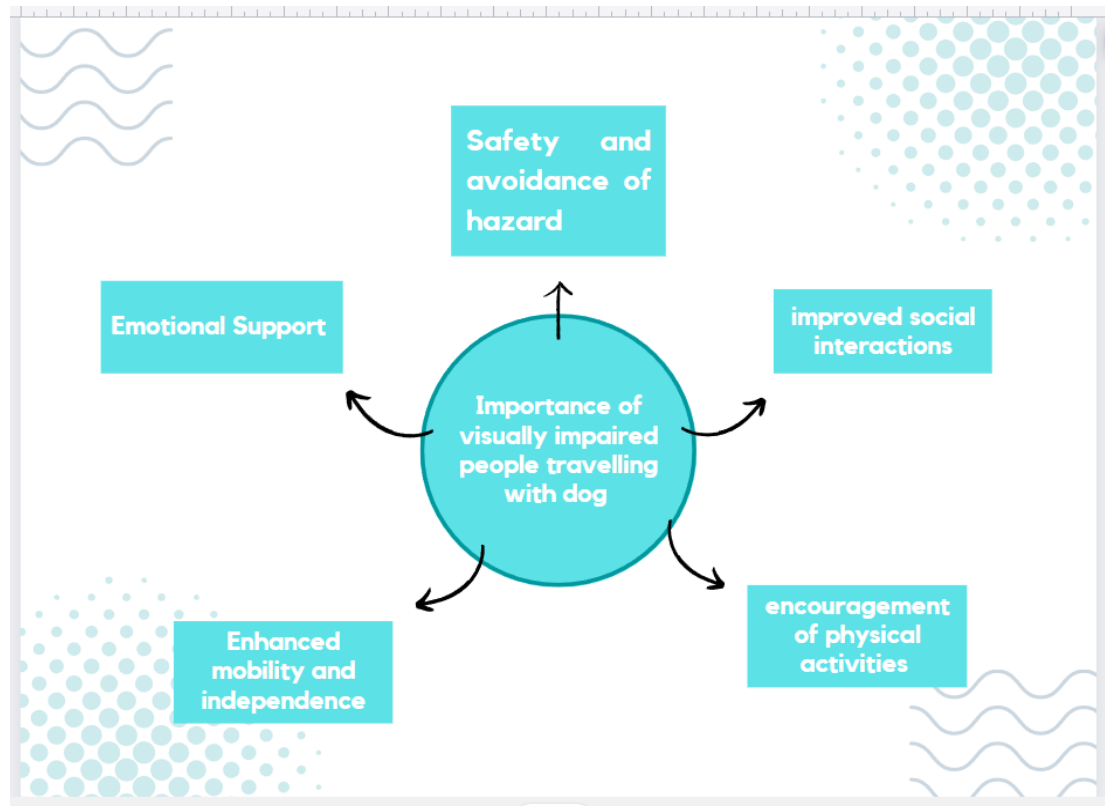 Safety and
avoidance of
hazard
Emotional Support
improved social
interactions
Importance of
visually impaired
people travelling
with dog
encouragement
of physical
activities
Enhanced
mobility and
independence